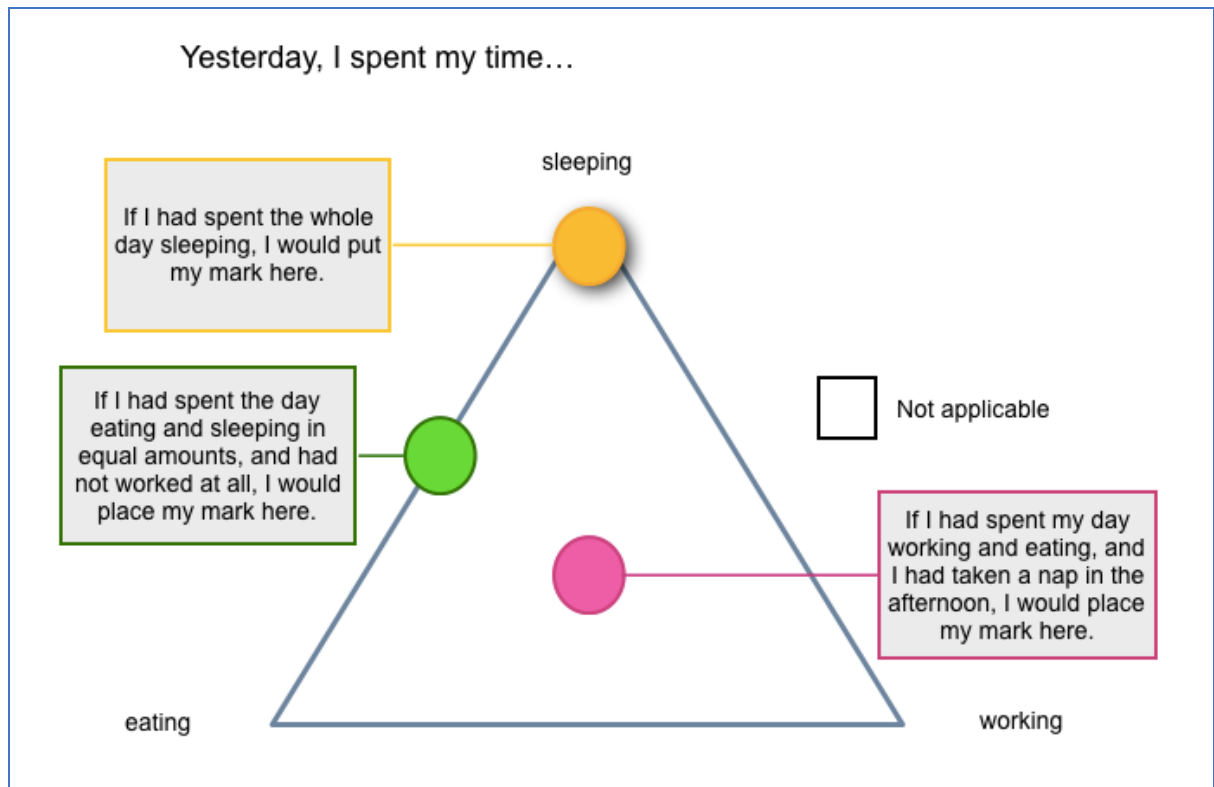 Yesterday, I spent my time…
sleeping
If I had spent the whole
day sleeping, I would put
my mark here.
If I had spent the day
eating and sleeping in
equal amounts, and had
not worked at all, I would
place my mark here.
Not applicable
If I had spent my day
working and eating, and
I had taken a nap in the
afternoon, I would place
my mark here.
eating
working